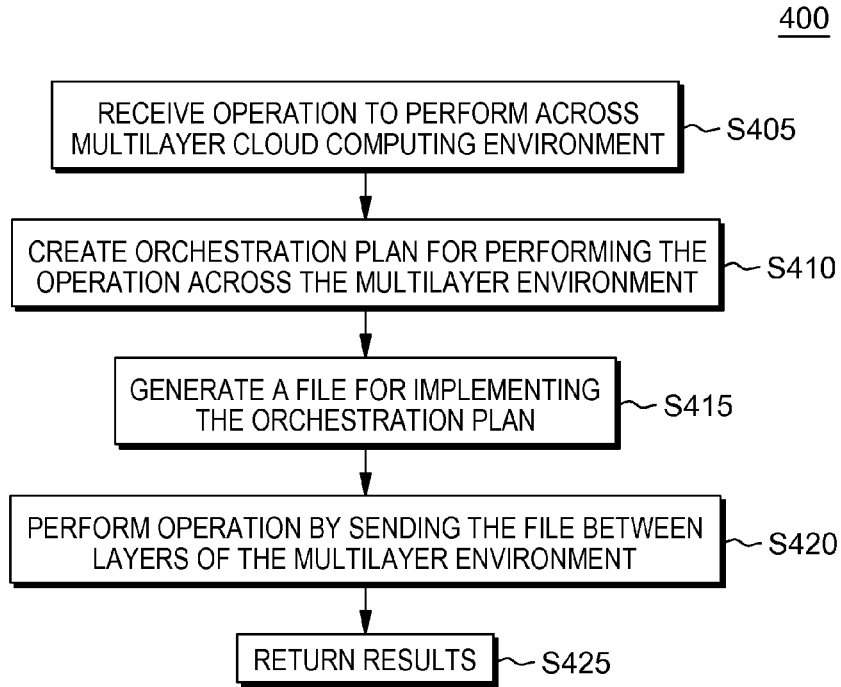 400
RECEIVE OPERATION TO PERFORM ACROSS
MULTILAYER CLOUD COMPUTING ENVIRONMENT
S405
CREATE ORCHESTRATION PLAN FOR PERFORMING THE
OPERATION ACROSS THE MULTILAYER ENVIRONMENT
S410
GENERATE A FILE FOR IMPLEMENTING
THE ORCHESTRATION PLAN
S415
PERFORM OPERATION BY SENDING THE FILE BETWEEN
LAYERS OF THE MULTILAYER ENVIRONMENT
S420
RETURN RESULTS
S425